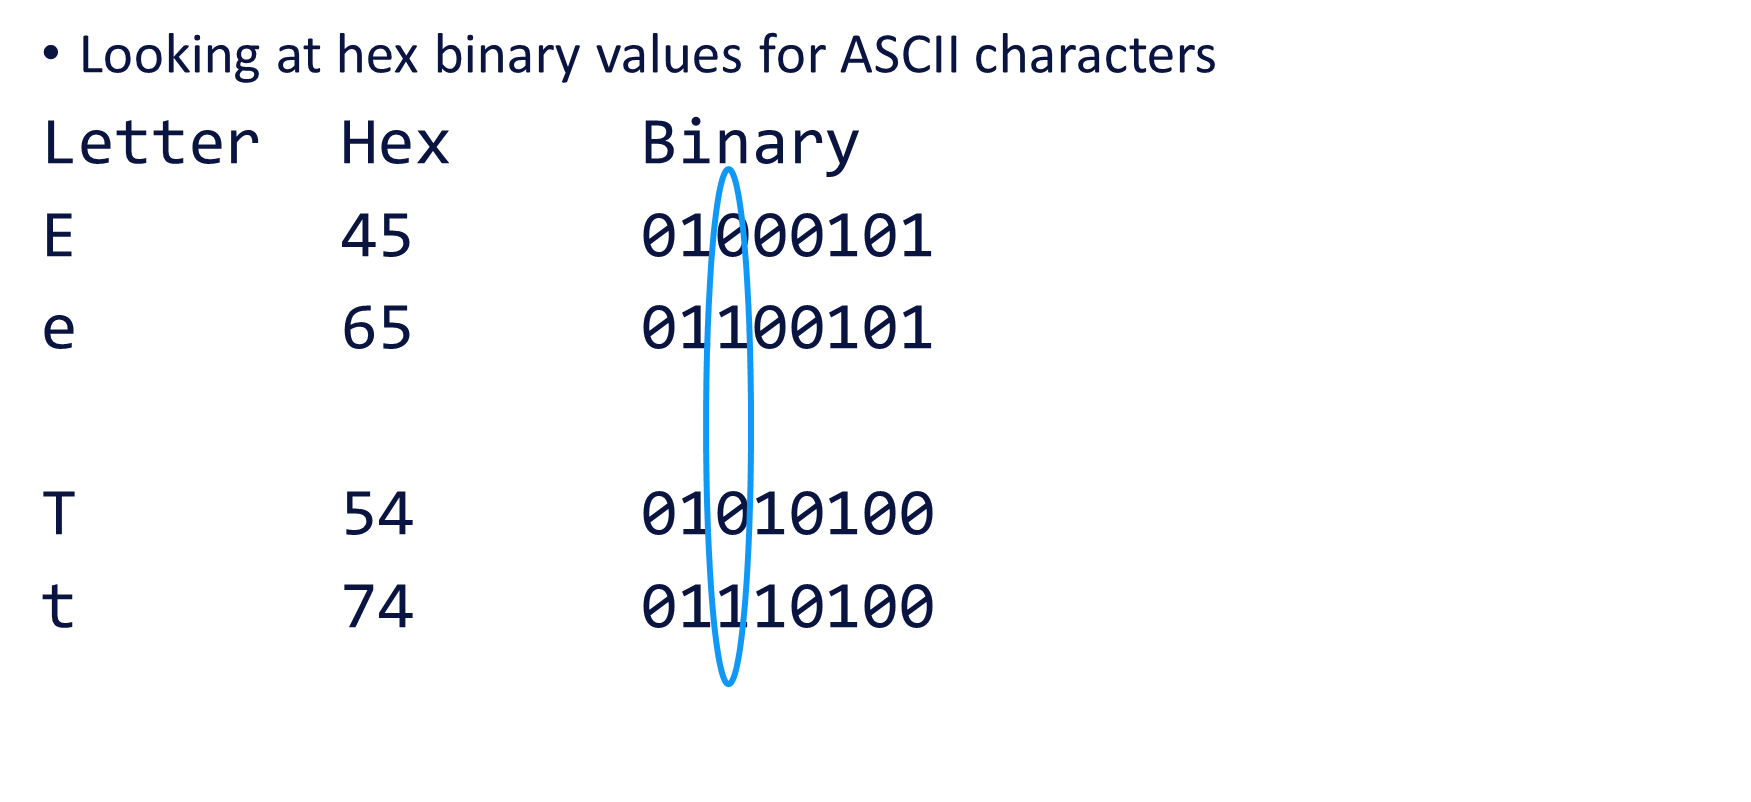 • Looking at hex binary values for ASCII characters
Letter Hex Binary
E 45 01000101
e 65 01100101
T 54 01010100
t 74 01110100